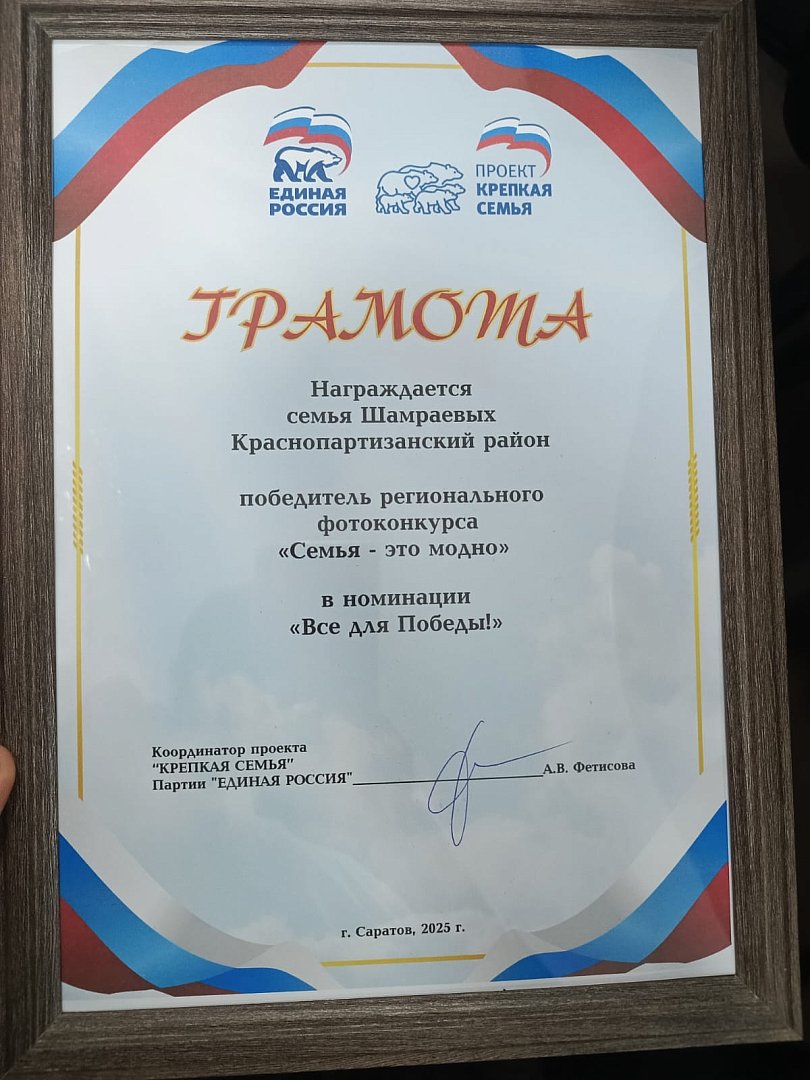 ЕДИНАЯ
РОССИЯ
ПРОЕКТ
КРЕПКАЯ
СЕМЬЯ
ГРАМОТА
Награждается
семья Шамраевых
Краснопартизанский район
победитель регионального
фотоконкурса
«Семья - это модно»
в номинации
«Все для Победы!»
Координатор проекта
“КРЕПКАЯ СЕМЬЯ”
Партии "ЕДИНАЯ РОССИЯ"____________________А.В. Фетисова
г. Саратов, 2025 г.